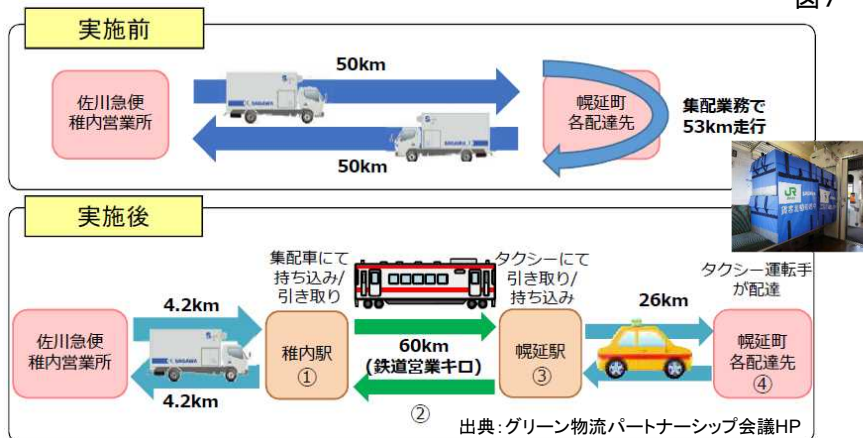 図7
実施前
50km
佐川急便
稚内営業所
幌延町
各配達先
集配業務で
53km走行
50km
実施後
集配車にて
持ち込み/
引き取り
タクシーにて
引き取り/
持ち込み
タクシー運転手
が配達
4.2km
26km
佐川急便
稚内営業所
SAGAWA
稚内駅
①
60km
(鉄道営業キロ)
幌延駅
③
幌延町
各配達先
④
4.2km
②
出典：グリーン物流パートナーシップ会議HP
JR